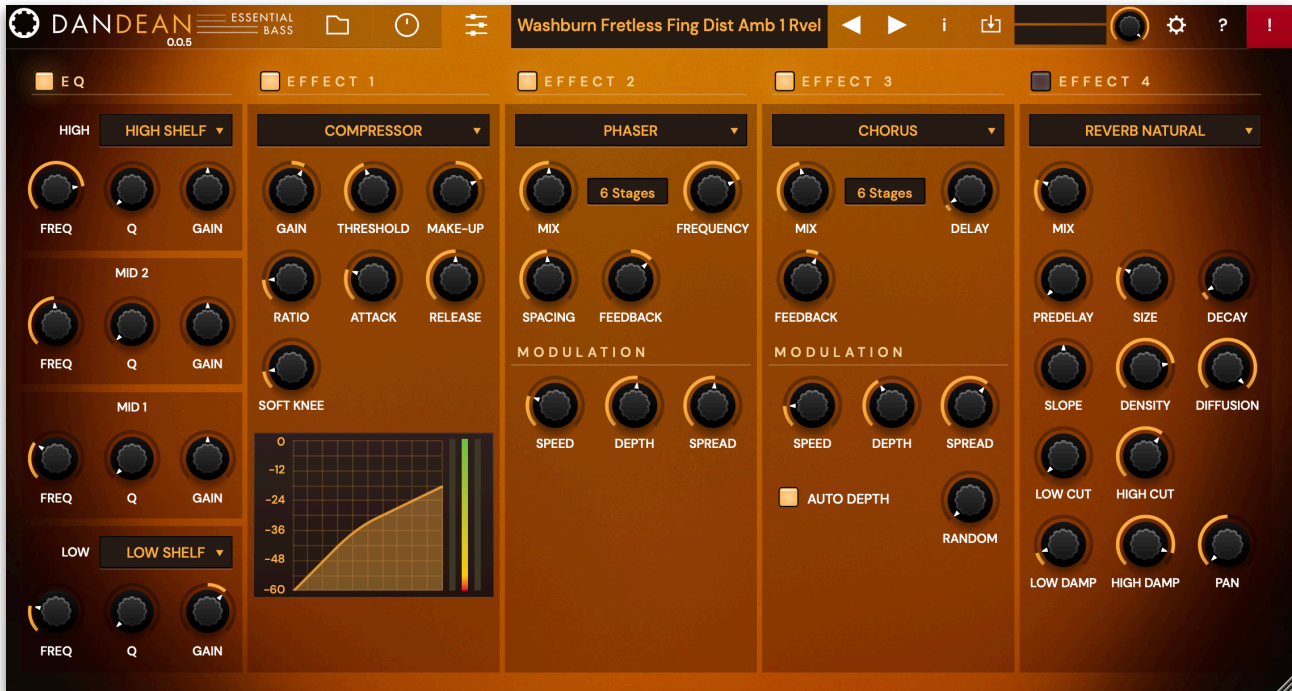 DANDEAN
ESSENTIAL
BASS
0.0.5
Washburn Fretless Fing Dist Amb 1 Rvel
i
?
!
EQ
HIGH
HIGH SHELF
FREQ
Q
GAIN
MID 2
FREQ
Q
GAIN
MID 1
FREQ
Q
GAIN
LOW
LOW SHELF
FREQ
Q
GAIN
EFFECT 1
COMPRESSOR
GAIN
THRESHOLD
MAKE-UP
RATIO
ATTACK
RELEASE
SOFT KNEE
0
-12
-24
-36
-48
-60
EFFECT 2
PHASER
6 Stages
MIX
FREQUENCY
SPACING
FEEDBACK
MODULATION
SPEED
DEPTH
SPREAD
EFFECT 3
CHORUS
6 Stages
MIX
DELAY
FEEDBACK
MODULATION
SPEED
DEPTH
SPREAD
AUTO DEPTH
RANDOM
EFFECT 4
REVERB NATURAL
MIX
PREDELAY
SIZE
DECAY
SLOPE
DENSITY
DIFFUSION
LOW CUT
HIGH CUT
LOW DAMP
HIGH DAMP
PAN